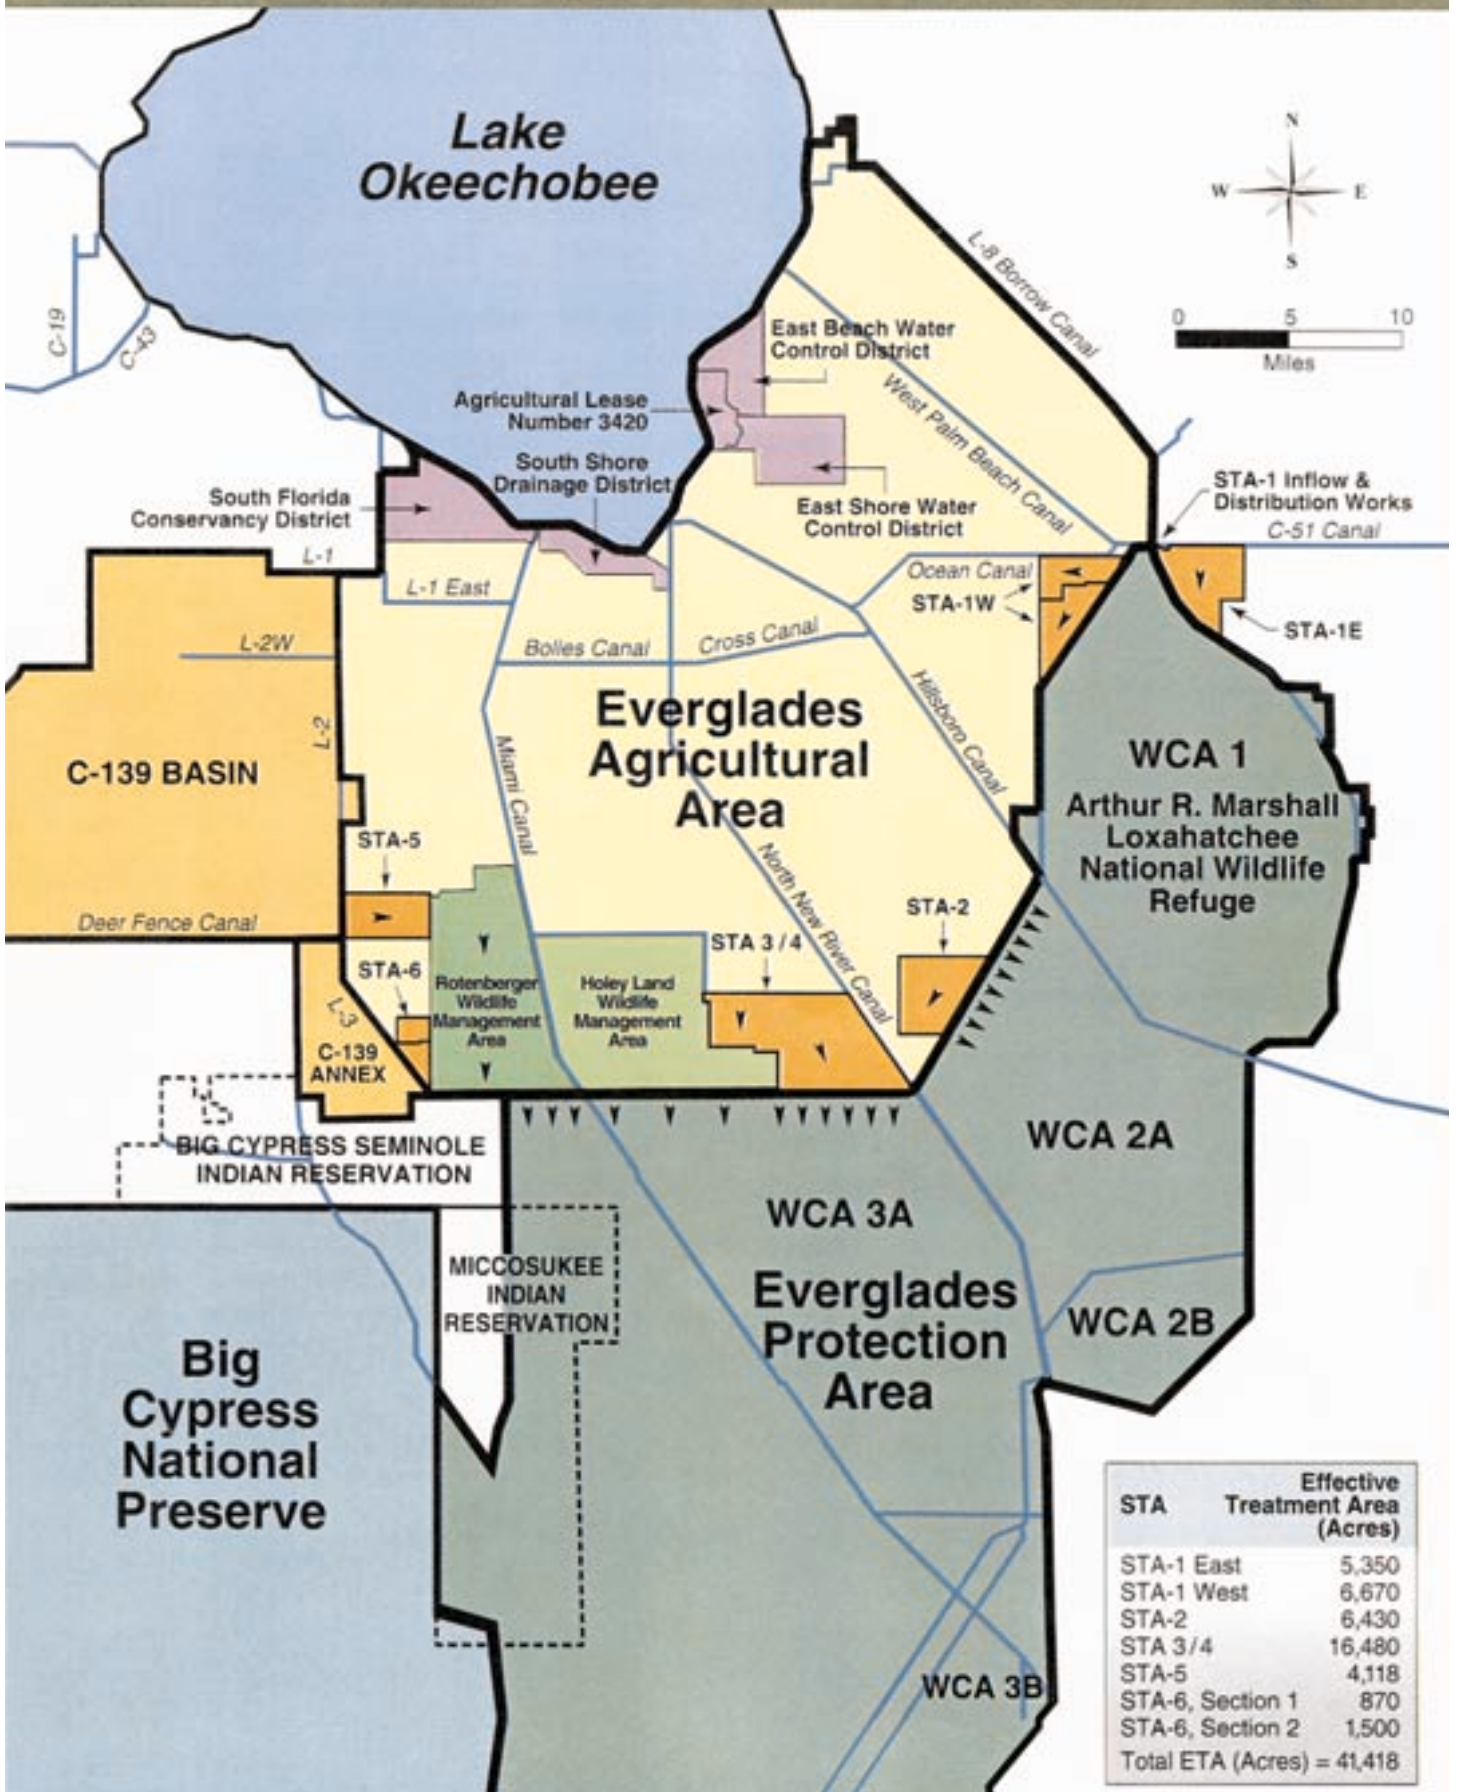 Lake
Okeechobee
N
W
E
S
0 5 10
Miles
L-8 Borrow Canal
C-19
C-43
East Beach Water
Control District
Agricultural Lease
Number 3420
West Palm Beach Canal
South Shore
Drainage District
South Florida
Conservancy District
East Shore Water
Control District
STA-1 Inflow &
Distribution Works
C-51 Canal
L-1
L-1 East
Ocean Canal
STA-1W
STA-1E
L-2W
Bolles Canal
Cross Canal
L-2
Everglades
Agricultural
Area
Hillsboro Canal
Miami Canal
C-139 BASIN
WCA 1
Arthur R. Marshall
Loxahatchee
National Wildlife
Refuge
STA-5
North New River Canal
STA-2
Deer Fence Canal
STA 3/4
STA-6
Rotenberger
Wildlife
Management
Area
Holey Land
Wildlife
Management
Area
L-3
C-139
ANNEX
BIG CYPRESS SEMINOLE
INDIAN RESERVATION
WCA 2A
WCA 3A
MICCOSUKEE
INDIAN
RESERVATION
Everglades
Protection
Area
WCA 2B
Big
Cypress
National
Preserve
WCA 3B
STA Effective
Treatment Area
(Acres)
STA-1 East 5,350
STA-1 West 6,670
STA-2 6,430
STA 3/4 16,480
STA-5 4,118
STA-6, Section 1 870
STA-6, Section 2 1,500
Total ETA (Acres) = 41,418